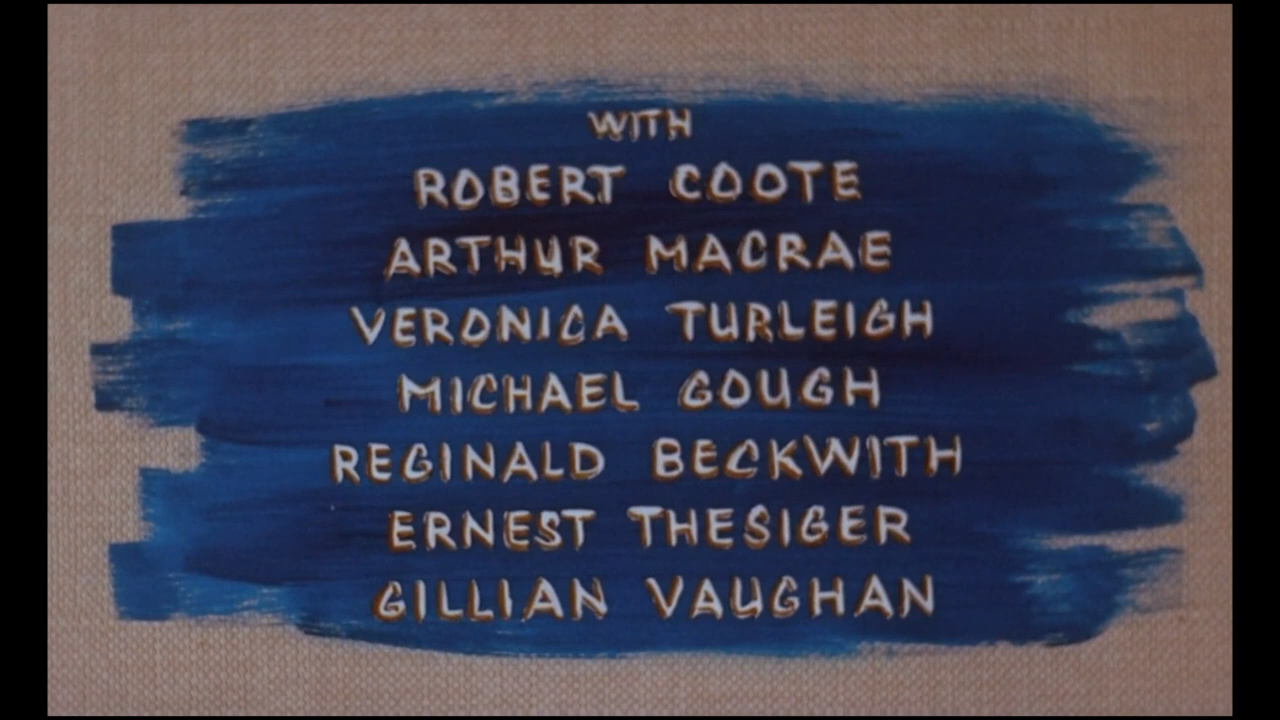 WITH
ROBERT COOTE
ARTHUR MACRAE
VERONICA TURLEIGH
MICHAEL GOUGH
REGINALD BECKWITH
ERNEST THESIGER
GILLIAN VAUGHAN